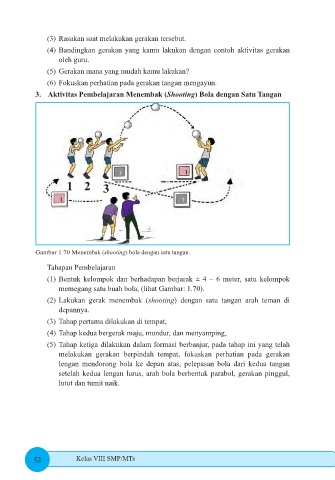 (3) Rasakan saat melakukan gerakan tersebut.
(4) Bandingkan gerakan yang kamu lakukan dengan contoh aktivitas gerakan
oleh guru.
(5) Gerakan mana yang mudah kamu lakukan?
(6) Fokuskan perhatian pada gerakan tangan mengayun.
3. Aktivitas Pembelajaran Menembak (Shooting) Bola dengan Satu Tangan
1 2 3
1
1
1
1
Gambar 1.70 Menembak (shooting) bola dengan satu tangan.
Tahapan Pembelajaran
(1) Bentuk kelompok dan berhadapan berjarak ± 4 – 6 meter, satu kelompok
memegang satu buah bola, (lihat Gambar: 1.70).
(2) Lakukan gerak menembak (shooting) dengan satu tangan arah teman di
depannya.
(3) Tahap pertama dilakukan di tempat,
(4) Tahap kedua bergerak maju, mundur, dan menyamping,
(5) Tahap ketiga dilakukan dalam formasi berbanjar, pada tahap ini yang telah
melakukan gerakan berpindah tempat, fokuskan perhatian pada gerakan
lengan mendorong bola ke depan atas, pelepasan bola dari kedua tangan
setelah kedua lengan lurus, arah bola berbentuk parabol, gerakan pinggul,
lutut dan tumit naik.
52 Kelas VIII SMP/MTs